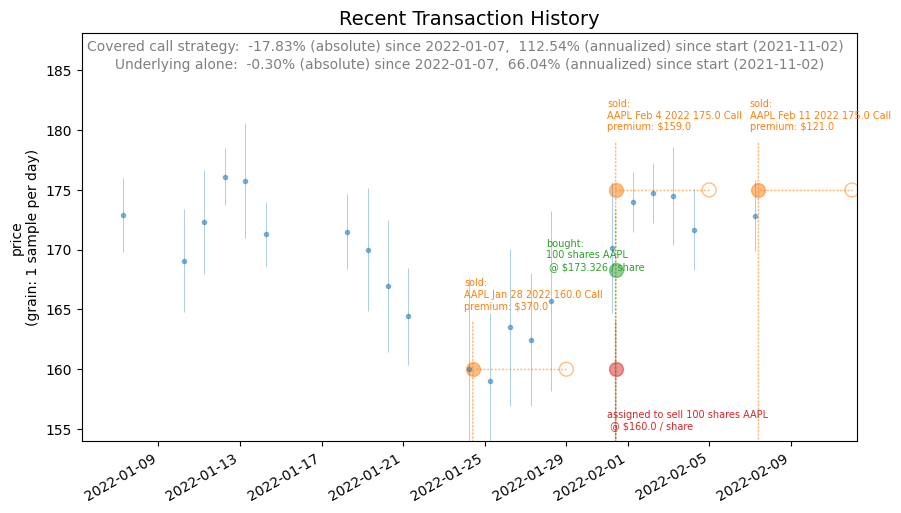 Recent Transaction History
Covered call strategy:  -17.83% (absolute) since 2022-01-07,  112.54% (annualized) since start (2021-11-02)
Underlying alone:  -0.30% (absolute) since 2022-01-07,  66.04% (annualized) since start (2021-11-02)
185
180
175
170
165
160
155
price
(grain: 1 sample per day)
sold:
AAPL Feb 4 2022 175.0 Call
premium: $159.0
sold:
AAPL Feb 11 2022 175.0 Call
premium: $121.0
bought:
100 shares AAPL
@ $173.326 / share
sold:
AAPL Jan 28 2022 160.0 Call
premium: $370.0
assigned to sell 100 shares AAPL
@ $160.0 / share
2022-01-09
2022-01-13
2022-01-17
2022-01-21
2022-01-25
2022-01-29
2022-02-01
2022-02-05
2022-02-09